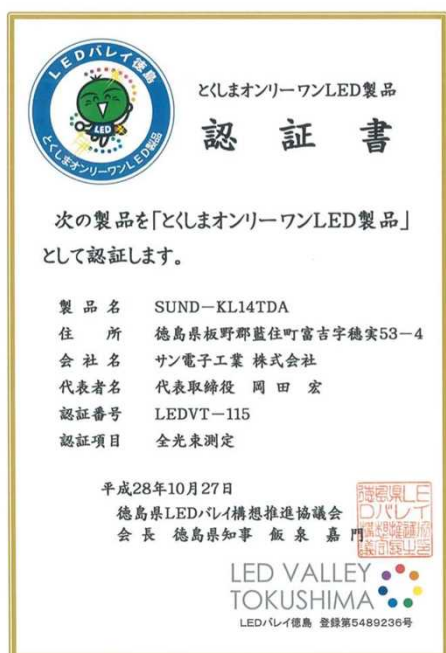 LEDバレイ徳島
LED
とくしまオンリーワンLED製品
とくしまオンリーワンLED製品
認証書
次の製品を「とくしまオンリーワンLED製品」
として認証します。
製品名 SUND-KL14TDA
住所 徳島県板野郡藍住町富吉字穂実53-4
会社名 サン電子工業 株式会社
代表者名 代表取締役 岡田 宏
認証番号 LEDVT-115
認証項目 全光束測定
平成28年10月27日
徳島県LEDバレイ構想推進協議会
会長 徳島県知事 飯泉嘉門
LED VALLEY
TOKUSHIMA
LEDバレイ徳島 登録第5489236号